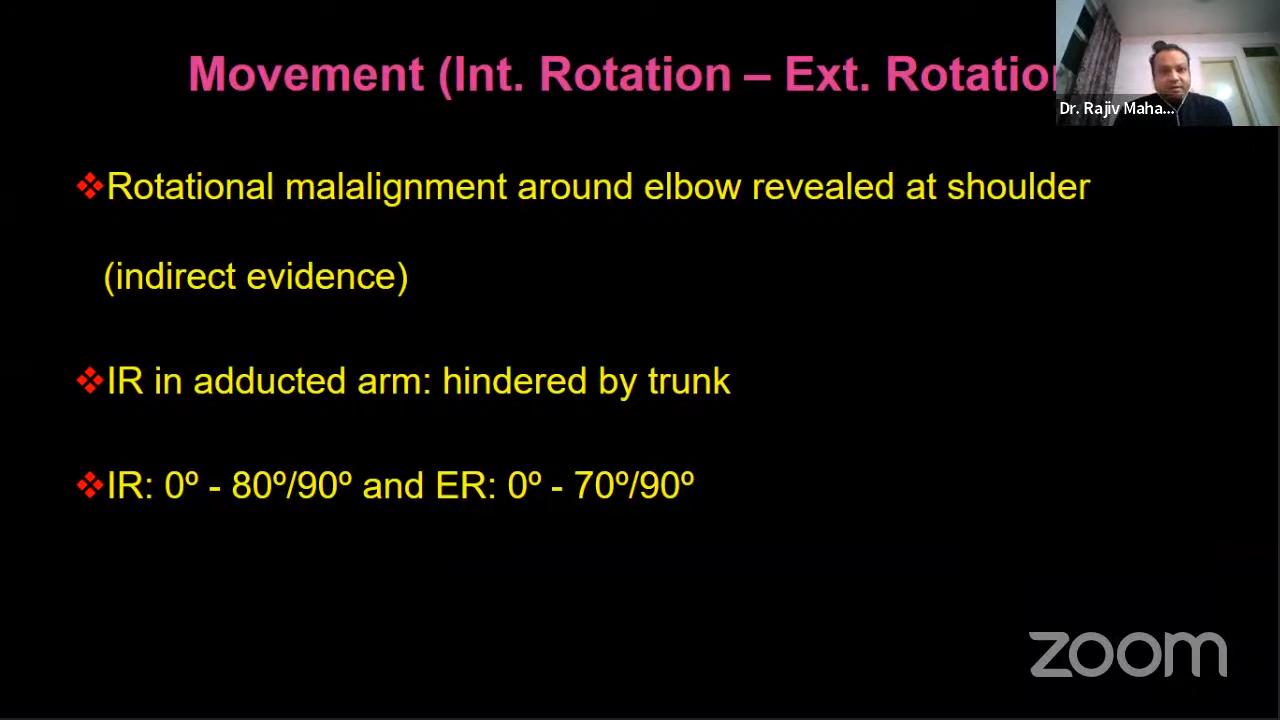 Movement (Int. Rotation – Ext. Rotation
Dr. Rajiv Maha...
❖Rotational malalignment around elbow revealed at shoulder
(indirect evidence)
❖IR in adducted arm: hindered by trunk
❖IR: 0º - 80º/90º and ER: 0º - 70º/90º
zoom